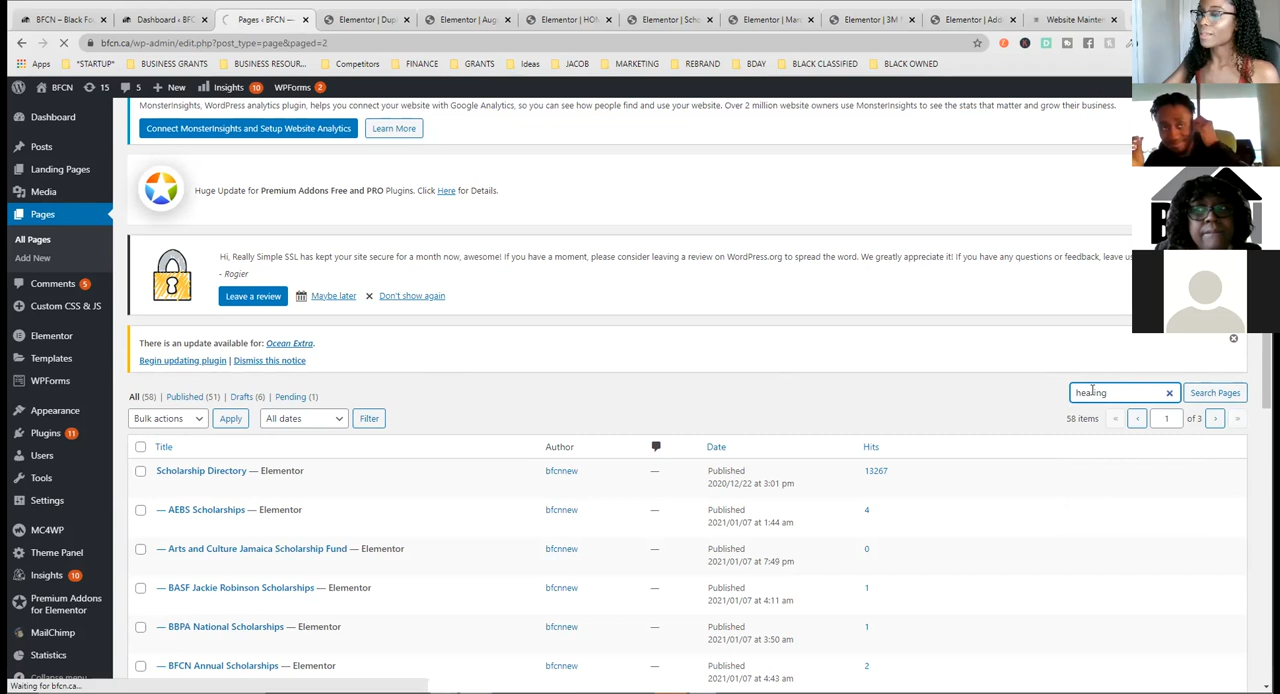 BFCN – Black Fou
Dashboard ‹ BFC
Pages ‹ BFCN —
Elementor | Dup
Elementor | Aug
Elementor | HON
Elementor | Scho
Elementor | Mar
Elementor | 3M
Elementor | Add
Website Mainten
bfcn.ca/wp-admin/edit.php?post_type=page&paged=2
Apps
"STARTUP"
BUSINESS GRANTS
BUSINESS RESOUR...
Competitors
FINANCE
GRANTS
Ideas
JACOB
MARKETING
REBRAND
BDAY
BLACK CLASSIFIED
BLACK OWNED
BFCN
15
5
New
Insights 10
WPForms 2
MonsterInsights, WordPress analytics plugin, helps you connect your website with Google Analytics, so you can see how people find and use your website. Over 2 million website owners use MonsterInsights to see the stats that matter and grow their business.
Connect MonsterInsights and Setup Website Analytics
Learn More
Huge Update for Premium Addons Free and PRO Plugins. Click Here for Details.
Hi, Really Simple SSL has kept your site secure for a month now, awesome! If you have a moment, please consider leaving a review on WordPress.org to spread the word. We greatly appreciate it! If you have any questions or feedback, leave us
- Rogier
Leave a review
Maybe later
Don't show again
There is an update available for: Ocean Extra.
Begin updating plugin | Dismiss this notice
All (58) | Published (51) | Drafts (6) | Pending (1)
Search Pages
Bulk actions
Apply
All dates
Filter
58 items
«
‹
1
of 3
›
»
Title
Author
Date
Hits
Scholarship Directory — Elementor
bfcnnew
—
Published
2020/12/22 at 3:01 pm
13267
— AEBS Scholarships — Elementor
bfcnnew
—
Published
2021/01/07 at 1:44 am
4
— Arts and Culture Jamaica Scholarship Fund — Elementor
bfcnnew
—
Published
2021/01/07 at 7:49 pm
0
— BASF Jackie Robinson Scholarships — Elementor
bfcnnew
—
Published
2021/01/07 at 4:11 am
1
— BBPA National Scholarships — Elementor
bfcnnew
—
Published
2021/01/07 at 3:50 am
1
— BFCN Annual Scholarships — Elementor
bfcnnew
—
Published
2021/01/07 at 4:43 am
2
Dashboard
Posts
Landing Pages
Media
Pages
All Pages
Add New
Comments 5
Custom CSS & JS
Elementor
Templates
WPForms
Appearance
Plugins 11
Users
Tools
Settings
MC4WP
Theme Panel
Insights 10
Premium Addons
for Elementor
MailChimp
Statistics
Collapse menu
Waiting for bfcn.ca...